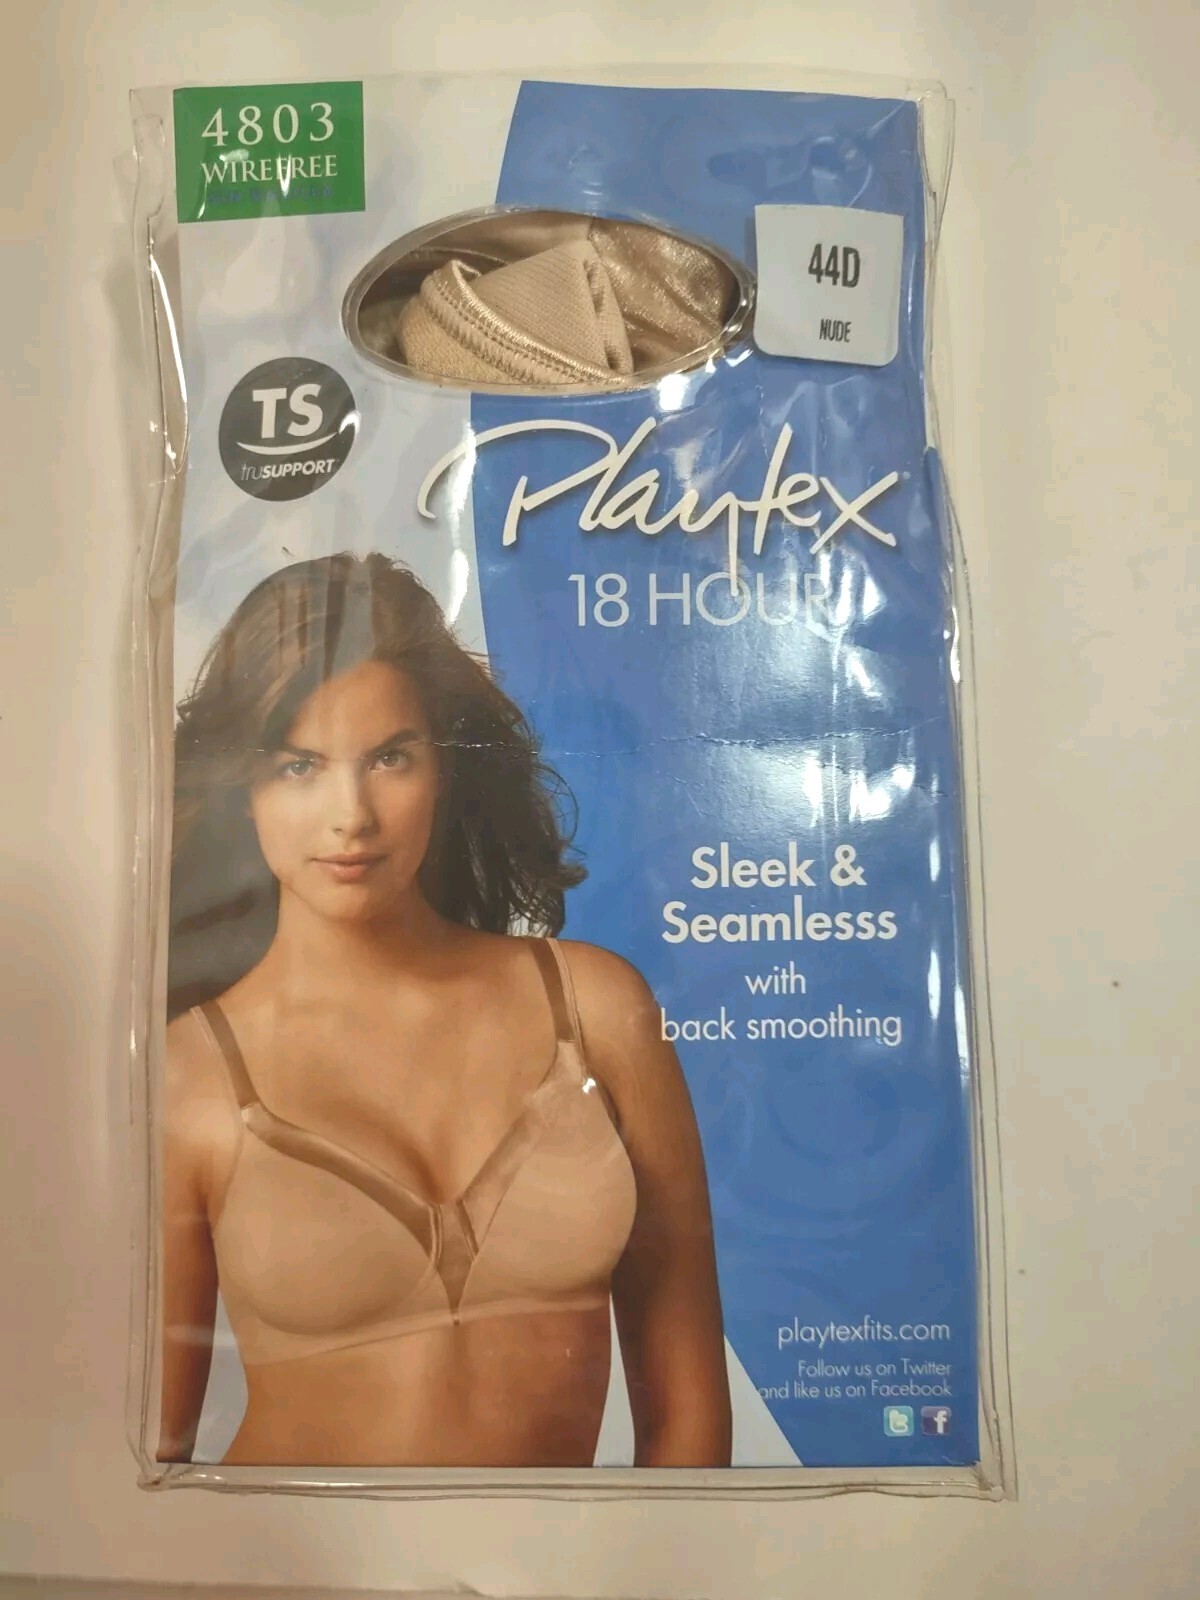 4803
WIREFREE
44D
NUDE
TS
truSUPPORT
Playtex
18 HOUR
Sleek &
Seamlesss
with
back smoothing
playtexfits.com
Follow us on Twitter
and like us on Facebook
t f